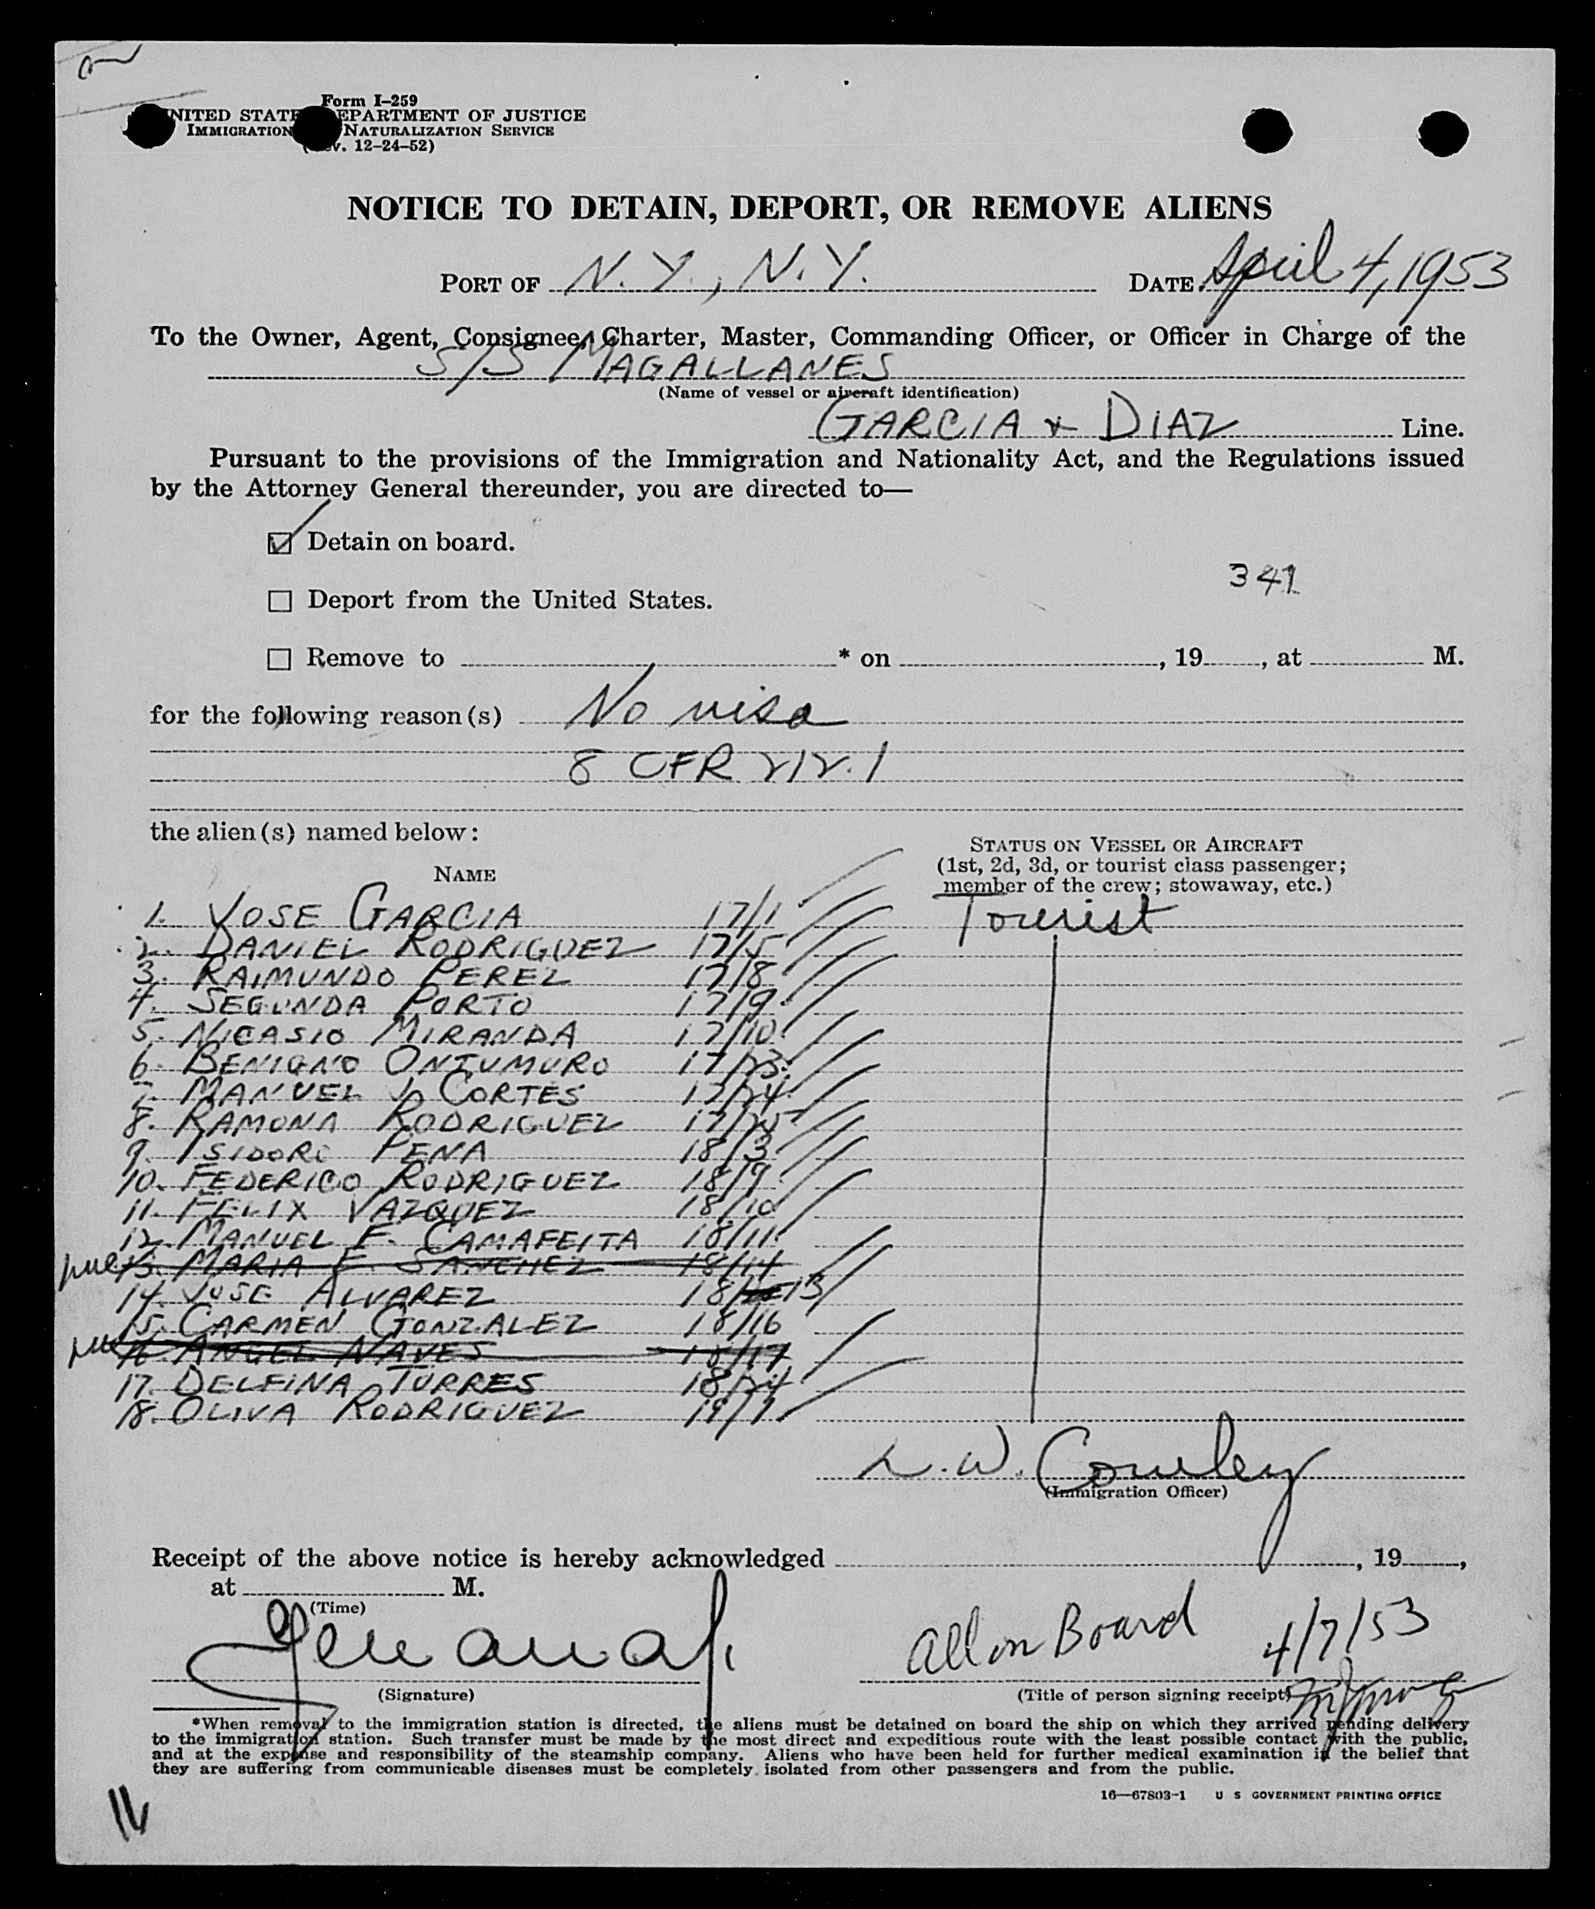 Form I-259
UNITED STATES DEPARTMENT OF JUSTICE
IMMIGRATION NATURALIZATION SERVICE
(Rev. 12-24-52)
NOTICE TO DETAIN, DEPORT, OR REMOVE ALIENS
PORT OF N.Y., N.Y. DATE April 4, 1953
To the Owner, Agent, Consignee, Charter, Master, Commanding Officer, or Officer in Charge of the
S/S MAGALLANES
(Name of vessel or aircraft identification)
GARCIA & DIAZ Line.
Pursuant to the provisions of the Immigration and Nationality Act, and the Regulations issued
by the Attorney General thereunder, you are directed to—
Detain on board.
341
Deport from the United States.
Remove to * on , 19 , at M.
for the following reason(s) No visa
8 CFR 212.1
the alien(s) named below:
STATUS ON VESSEL OR AIRCRAFT
(1st, 2d, 3d, or tourist class passenger;
member of the crew; stowaway, etc.)
NAME
1. JOSE GARCIA 17/1 Tourist
2. DANIEL RODRIGUEZ 17/5
3. RAIMUNDO PEREZ 17/8
4. SEGUNDA PORTO 17/9
5. NICASIO MIRANDA 17/10
6. BENIGNO ONTUMURO 17/23
7. MANUEL J. CORTES 17/24
8. RAMONA RODRIGUEZ 17/25
9. ISIDORO PENA 18/3
10. FEDERICO RODRIGUEZ 18/9
11. FELIX VAZQUEZ 18/10
12. MANUEL F. CAMAFEITA 18/11
13. MARIA F. SANCHEZ 18/14
14. JOSE ALVAREZ 18/ 13
15. CARMEN GONZALEZ 18/16
16. ANGEL NAVES 18/17
17. DELFINA TORRES 18/24
18. OLIVA RODRIGUEZ 19/1
L. W. Cowley
(Immigration Officer)
Receipt of the above notice is hereby acknowledged , 19 ,
at M.
(Time)
all on Board 4/7/53
(Signature) (Title of person signing receipt)
*When removal to the immigration station is directed, the aliens must be detained on board the ship on which they arrived pending delivery
to the immigration station. Such transfer must be made by the most direct and expeditious route with the least possible contact with the public,
and at the expense and responsibility of the steamship company. Aliens who have been held for further medical examination in the belief that
they are suffering from communicable diseases must be completely isolated from other passengers and from the public.
16—67803-1 U S GOVERNMENT PRINTING OFFICE